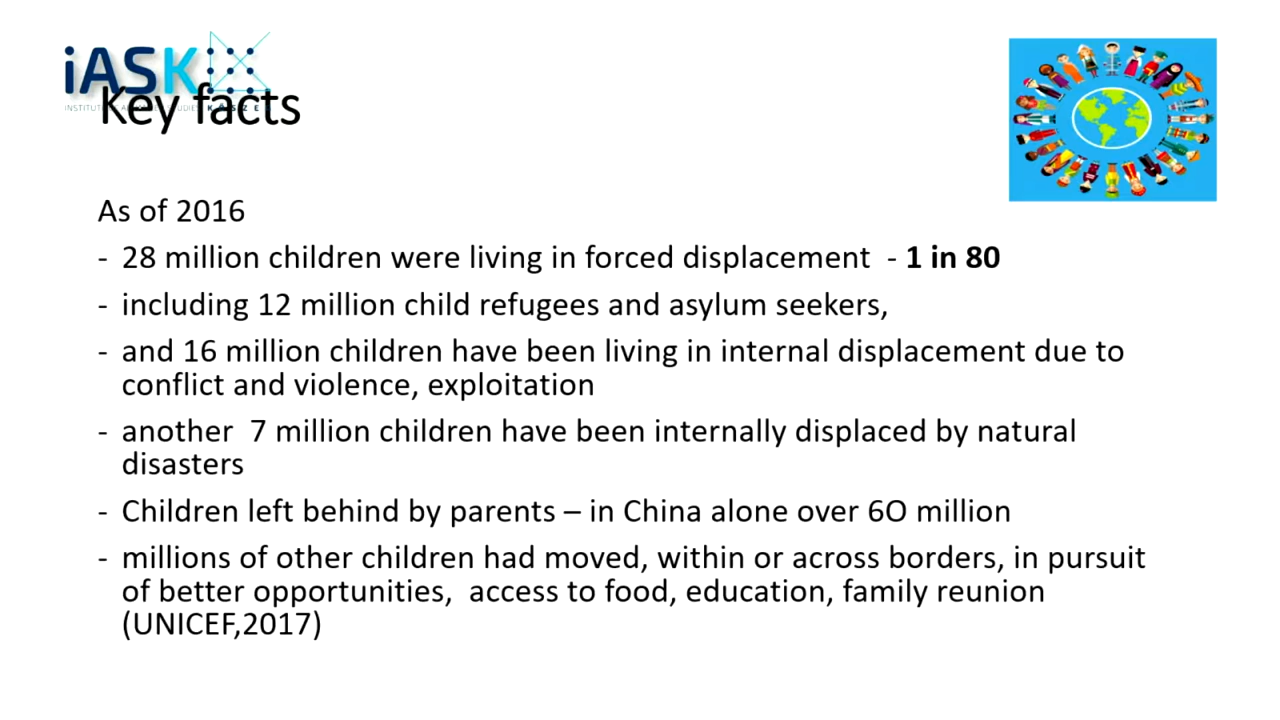 iASK
INSTITUTE
Key facts
As of 2016
- 28 million children were living in forced displacement - 1 in 80
- including 12 million child refugees and asylum seekers,
- and 16 million children have been living in internal displacement due to
conflict and violence, exploitation
- another 7 million children have been internally displaced by natural
disasters
- Children left behind by parents – in China alone over 6O million
- millions of other children had moved, within or across borders, in pursuit
of better opportunities, access to food, education, family reunion
(UNICEF,2017)